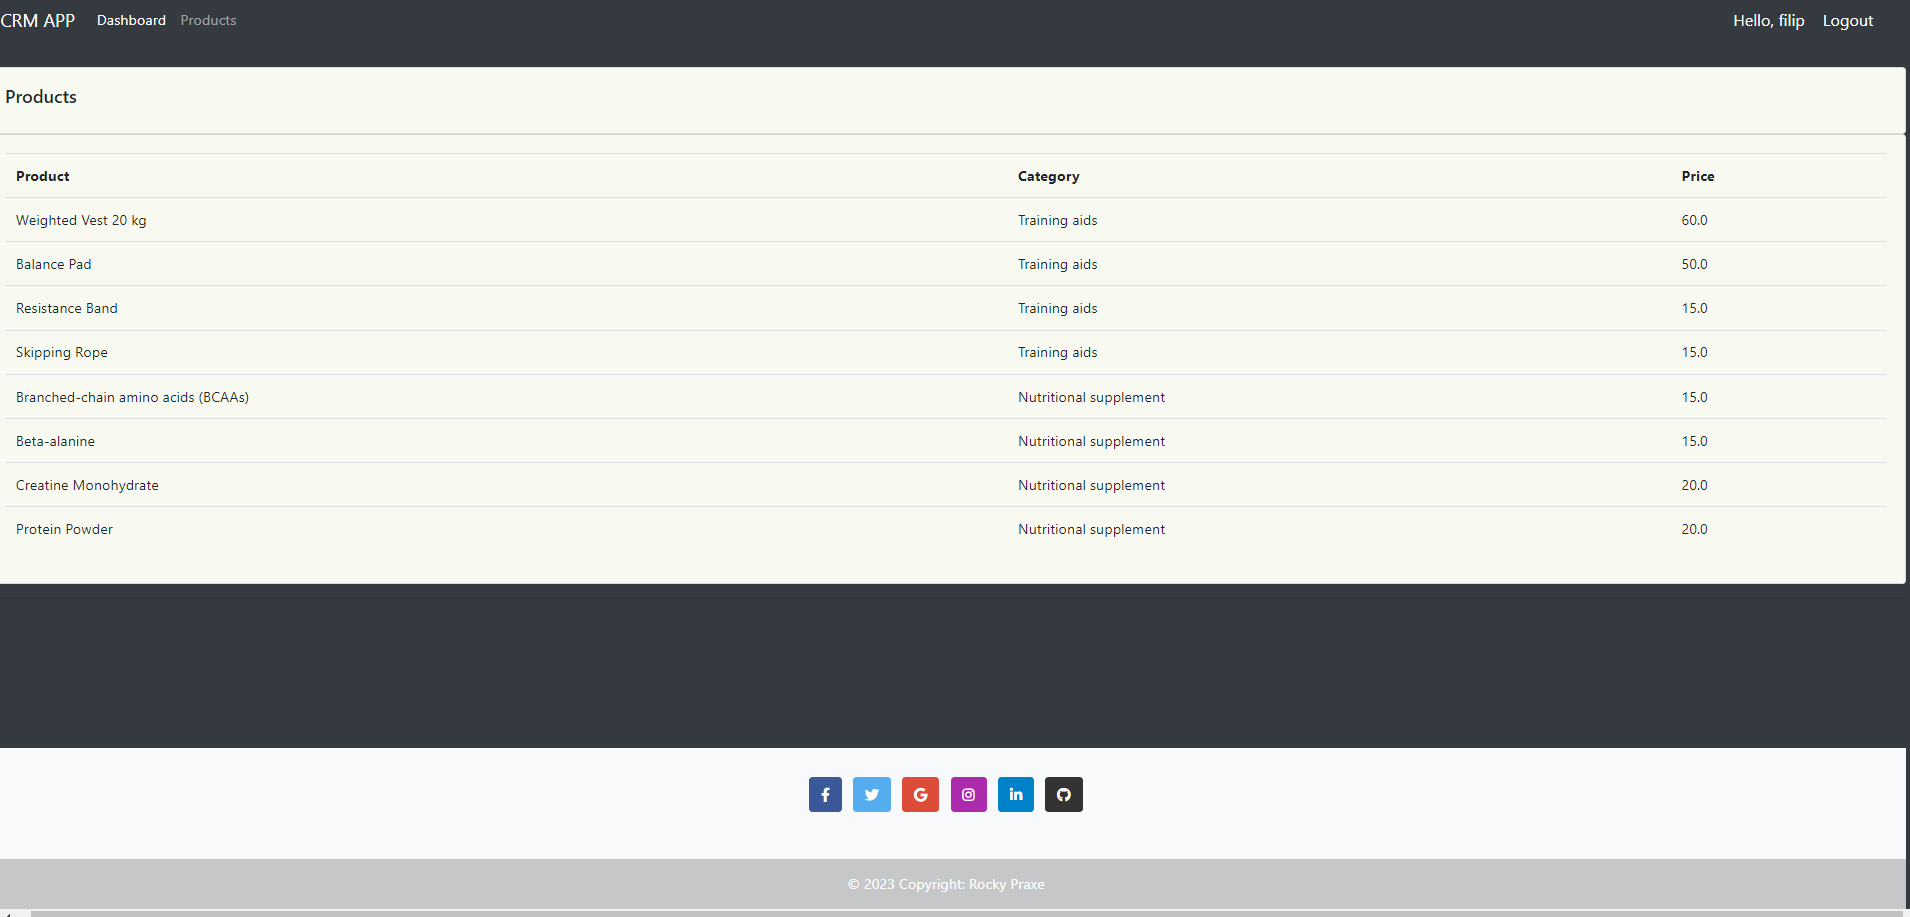 CRM APP Dashboard Products Hello, filip Logout
Products
Product Category Price
Weighted Vest 20 kg Training aids 60.0
Balance Pad Training aids 50.0
Resistance Band Training aids 15.0
Skipping Rope Training aids 15.0
Branched-chain amino acids (BCAAs) Nutritional supplement 15.0
Beta-alanine Nutritional supplement 15.0
Creatine Monohydrate Nutritional supplement 20.0
Protein Powder Nutritional supplement 20.0
© 2023 Copyright: Rocky Praxe